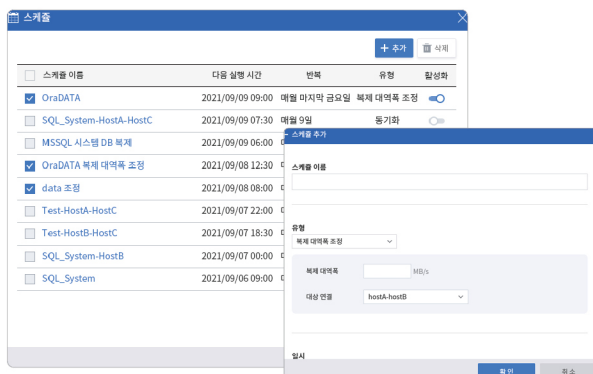 스케쥴
추가 삭제
스케쥴 이름 다음 실행 시간 반복 유형 활성화
OraDATA 2021/09/09 09:00 매월 마지막 금요일 복제 대역폭 조정
SQL_System-HostA-HostC 2021/09/09 07:30 매월 9일 동기화
MSSQL 시스템 DB 복제 2021/09/09 06:00
OraDATA 복제 대역폭 조정 2021/09/08 12:30
data 조정 2021/09/08 08:00
Test-HostA-HostC 2021/09/07 22:00
Test-HostB-HostC 2021/09/07 18:30
SQL_System-HostB 2021/09/07 00:00
SQL_System 2021/09/06 09:00
스케쥴 추가
스케쥴 이름
유형
복제 대역폭 조정
복제 대역폭 MB/s
대상 연결 hostA-hostB
일시
확인 취소